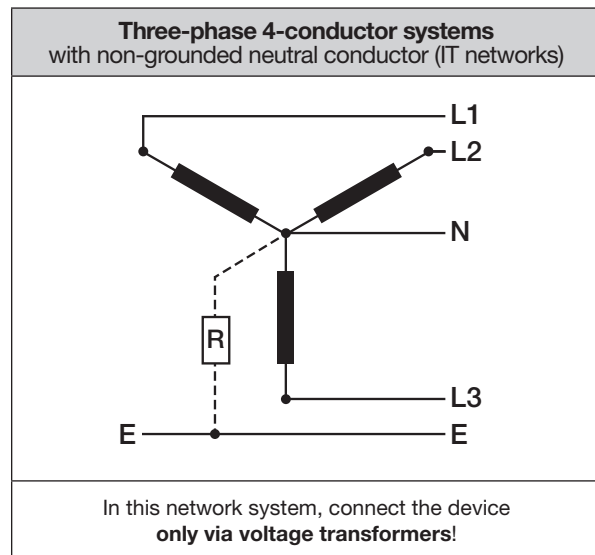 Three-phase 4-conductor systems
with non-grounded neutral conductor (IT networks)
L1
L2
N
R
L3
E E
In this network system, connect the device
only via voltage transformers!